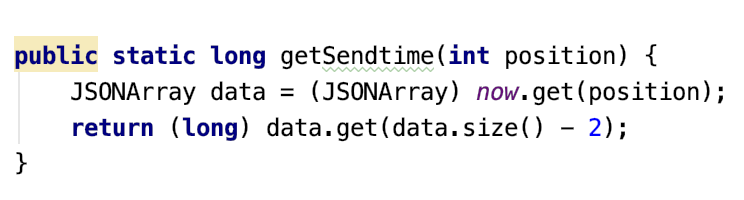 public static long getSendtime(int position) {
    JSONArray data = (JSONArray) now.get(position);
    return (long) data.get(data.size() - 2);
}